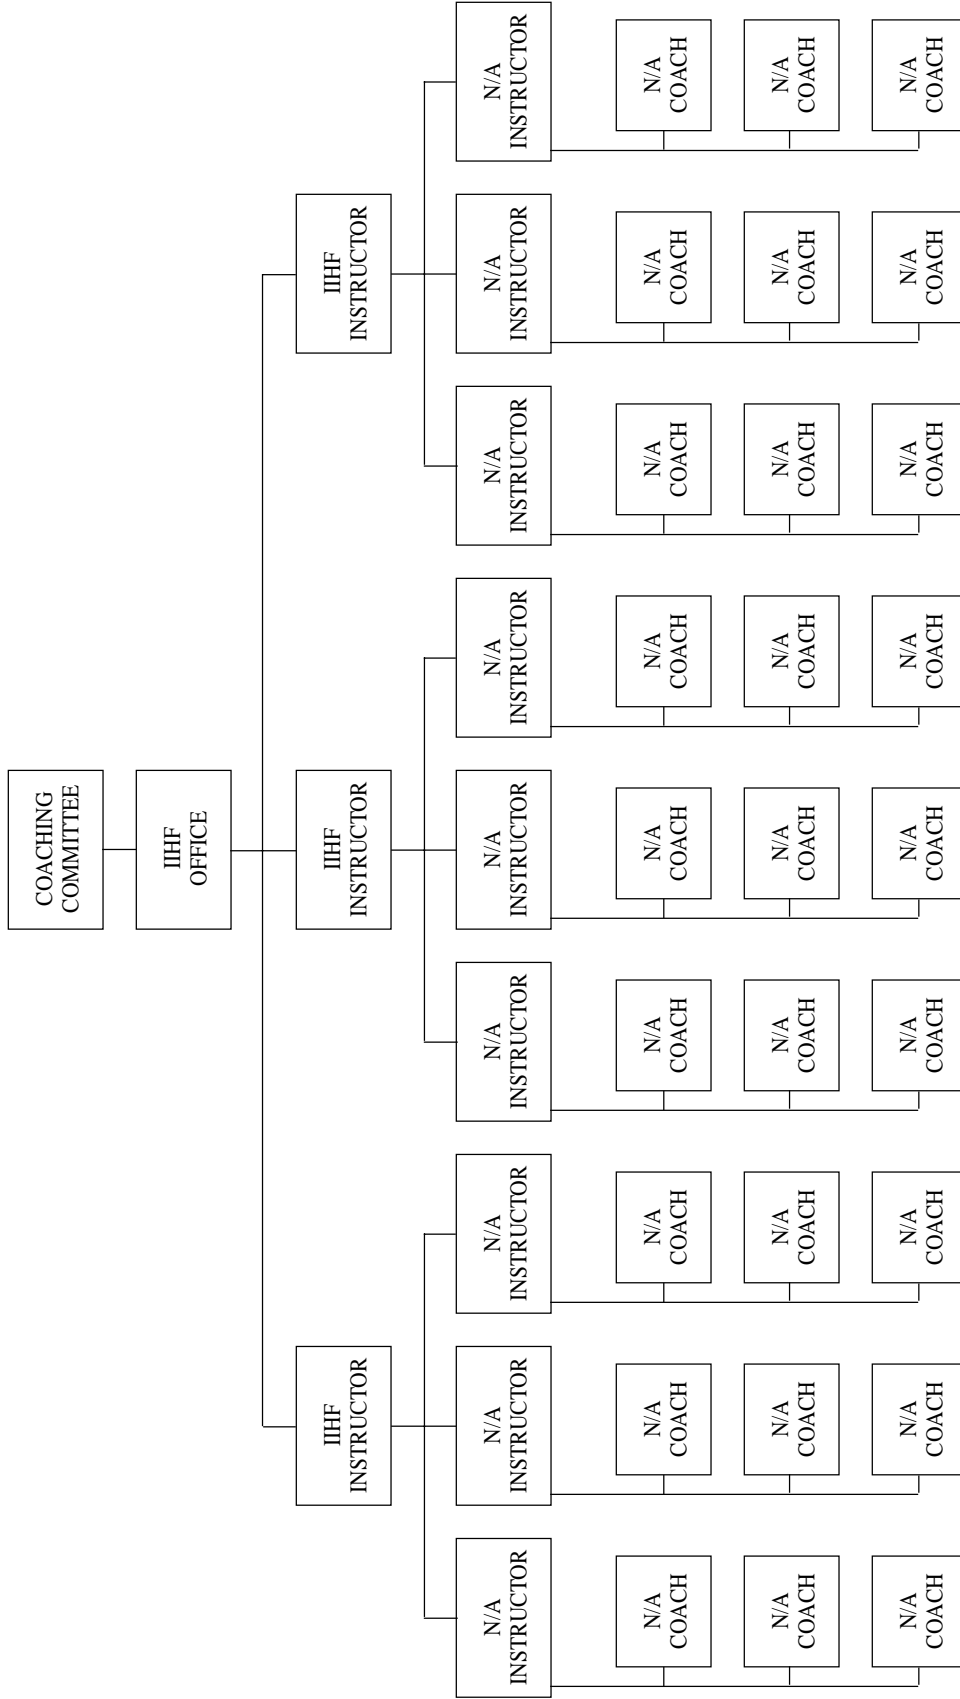 COACHING
COMMITTEE
IIHF
OFFICE
IIHF
INSTRUCTOR
IIHF
INSTRUCTOR
IIHF
INSTRUCTOR
N/A
INSTRUCTOR
N/A
INSTRUCTOR
N/A
INSTRUCTOR
N/A
INSTRUCTOR
N/A
INSTRUCTOR
N/A
INSTRUCTOR
N/A
INSTRUCTOR
N/A
INSTRUCTOR
N/A
INSTRUCTOR
N/A
COACH
N/A
COACH
N/A
COACH
N/A
COACH
N/A
COACH
N/A
COACH
N/A
COACH
N/A
COACH
N/A
COACH
N/A
COACH
N/A
COACH
N/A
COACH
N/A
COACH
N/A
COACH
N/A
COACH
N/A
COACH
N/A
COACH
N/A
COACH
N/A
COACH
N/A
COACH
N/A
COACH
N/A
COACH
N/A
COACH
N/A
COACH
N/A
COACH
N/A
COACH
N/A
COACH